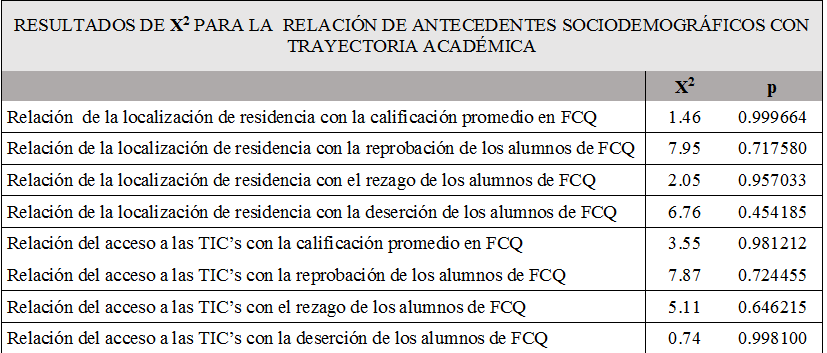 RESULTADOS DE X² PARA LA RELACIÓN DE ANTECEDENTES SOCIODEMOGRÁFICOS CON
TRAYECTORIA ACADÉMICA
X² p
Relación de la localización de residencia con la calificación promedio en FCQ 1.46 0.999664
Relación de la localización de residencia con la reprobación de los alumnos de FCQ 7.95 0.717580
Relación de la localización de residencia con el rezago de los alumnos de FCQ 2.05 0.957033
Relación de la localización de residencia con la deserción de los alumnos de FCQ 6.76 0.454185
Relación del acceso a las TIC’s con la calificación promedio en FCQ 3.55 0.981212
Relación del acceso a las TIC’s con la reprobación de los alumnos de FCQ 7.87 0.724455
Relación del acceso a las TIC’s con el rezago de los alumnos de FCQ 5.11 0.646215
Relación del acceso a las TIC’s con la deserción de los alumnos de FCQ 0.74 0.998100